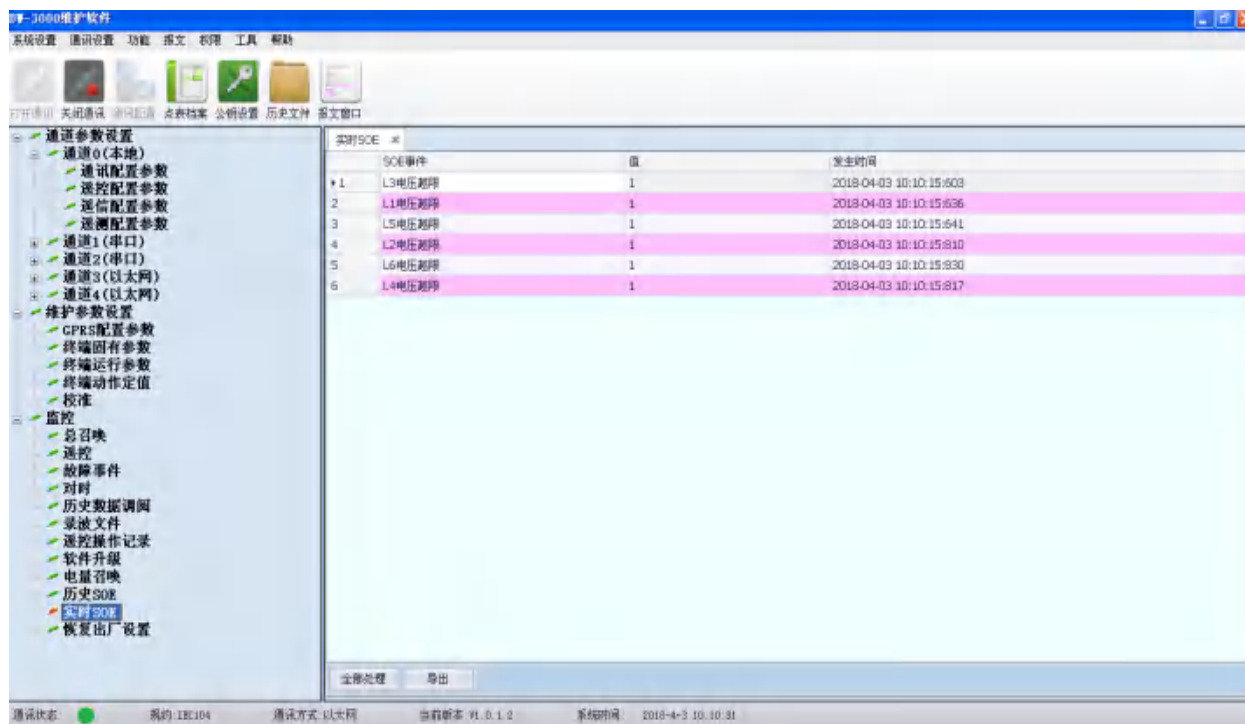 DW-3000维护软件
系统设置 通讯设置 功能 报文 权限 工具 帮助
打开通讯 关闭通讯 通讯配置 点表档案 公钥设置 历史文件 报文窗口
通道参数设置
通道0(本地)
通讯配置参数
遥控配置参数
遥信配置参数
遥测配置参数
通道1(串口)
通道2(串口)
通道3(以太网)
通道4(以太网)
维护参数设置
GPRS配置参数
终端固有参数
终端运行参数
终端动作定值
校准
监控
总召唤
遥控
故障事件
对时
历史数据调阅
录波文件
遥控操作记录
软件升级
电量召唤
历史SOE
实时SOE
恢复出厂设置
实时SOE
SOE事件 值 发生时间
1 L3电压越限 1 2018-04-03 10:10:15:603
2 L1电压越限 1 2018-04-03 10:10:15:636
3 L5电压越限 1 2018-04-03 10:10:15:641
4 L2电压越限 1 2018-04-03 10:10:15:810
5 L6电压越限 1 2018-04-03 10:10:15:830
6 L4电压越限 1 2018-04-03 10:10:15:817
全部处理 导出
通讯状态 规约:IEC104 通讯方式 以太网 当前版本 V1.0.1.2 系统时间 2018-4-3 10:10:31